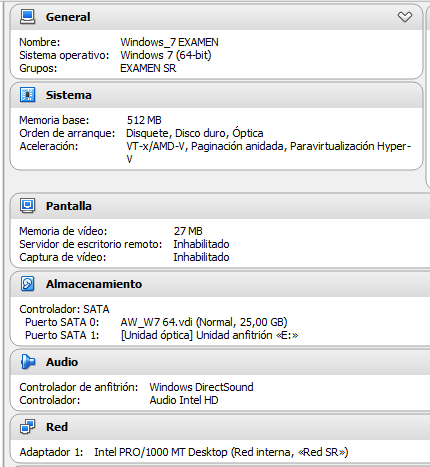 General
Nombre: Windows_7 EXAMEN
Sistema operativo: Windows 7 (64-bit)
Grupos: EXAMEN SR
Sistema
Memoria base: 512 MB
Orden de arranque: Disquete, Disco duro, Óptica
Aceleración: VT-x/AMD-V, Paginación anidada, Paravirtualización Hyper-
V
Pantalla
Memoria de vídeo: 27 MB
Servidor de escritorio remoto: Inhabilitado
Captura de vídeo: Inhabilitado
Almacenamiento
Controlador: SATA
Puerto SATA 0: AW_W7 64.vdi (Normal, 25,00 GB)
Puerto SATA 1: [Unidad óptica] Unidad anfitrión «E:»
Audio
Controlador de anfitrión: Windows DirectSound
Controlador: Audio Intel HD
Red
Adaptador 1: Intel PRO/1000 MT Desktop (Red interna, «Red SR»)